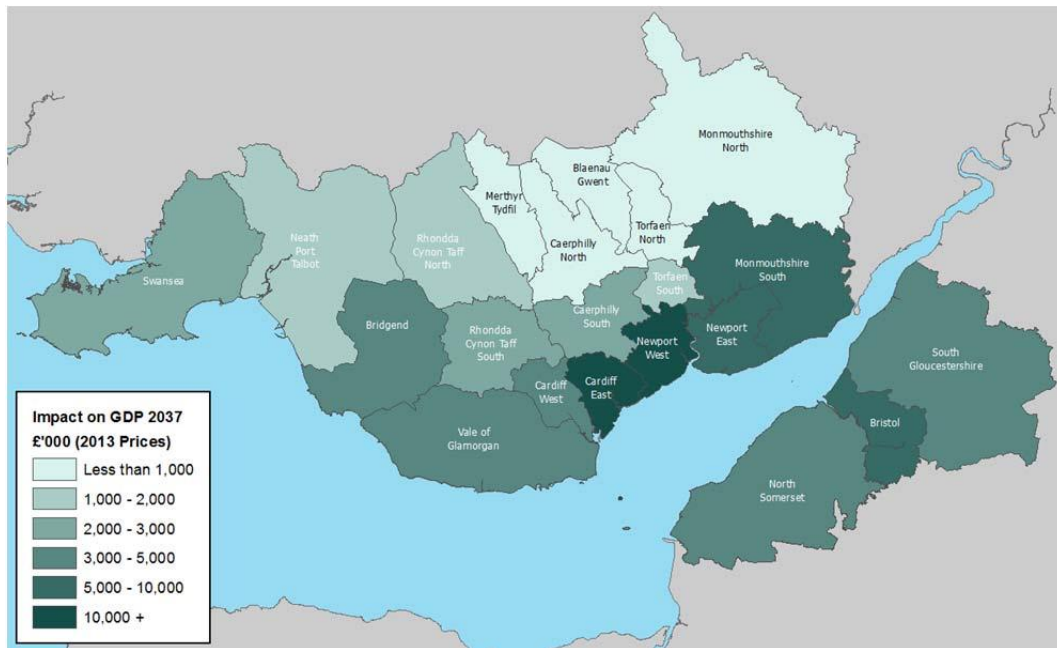 Monmouthshire
North
Blaenau
Gwent
Merthyr
Tydfil
Torfaen
North
Neath
Port
Talbot
Rhondda
Cynon Taff
North
Caerphilly
North
Monmouthshire
South
Swansea
Torfaen
South
Bridgend
Caerphilly
South
Rhondda
Cynon Taff
South
Newport
West
Newport
East
South
Gloucestershire
Cardiff
West
Cardiff
East
Vale of
Glamorgan
Bristol
North
Somerset
Impact on GDP 2037
£'000 (2013 Prices)
Less than 1,000
1,000 - 2,000
2,000 - 3,000
3,000 - 5,000
5,000 - 10,000
10,000 +